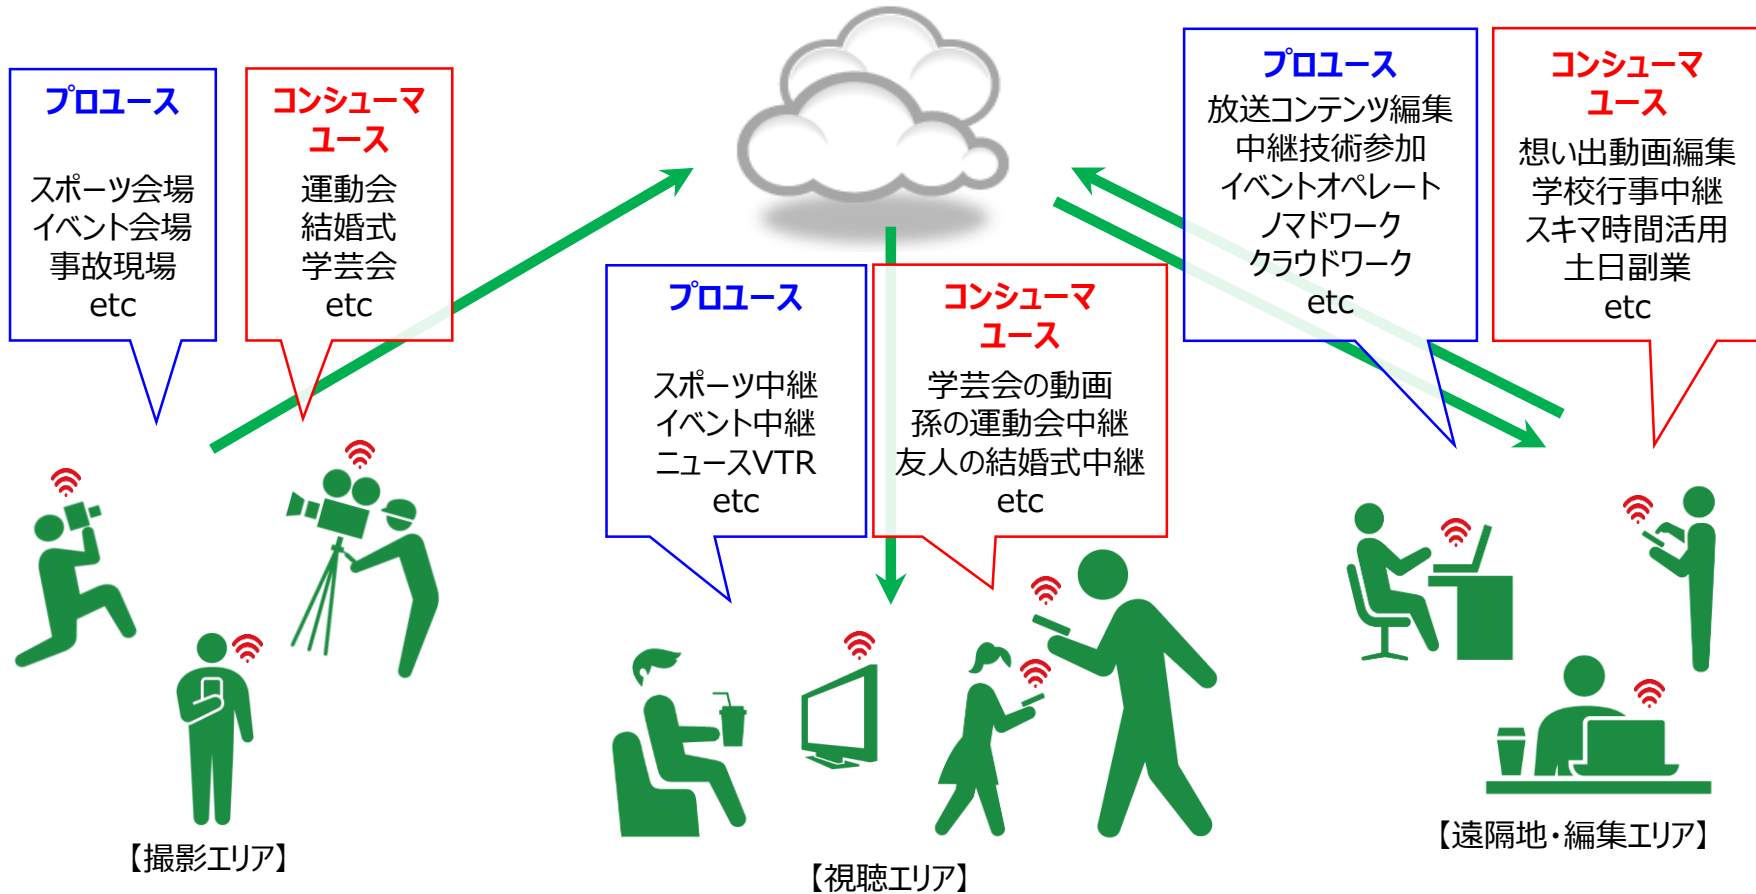 プロユース
スポーツ会場
イベント会場
事故現場
etc
コンシューマ
ユース
運動会
結婚式
学芸会
etc
【撮影エリア】
プロユース
スポーツ中継
イベント中継
ニュースVTR
etc
コンシューマ
ユース
学芸会の動画
孫の運動会中継
友人の結婚式中継
etc
【視聴エリア】
プロユース
放送コンテンツ編集
中継技術参加
イベントオペレート
ノマドワーク
クラウドワーク
etc
コンシューマ
ユース
想い出動画編集
学校行事中継
スキマ時間活用
土日副業
etc
【遠隔地・編集エリア】